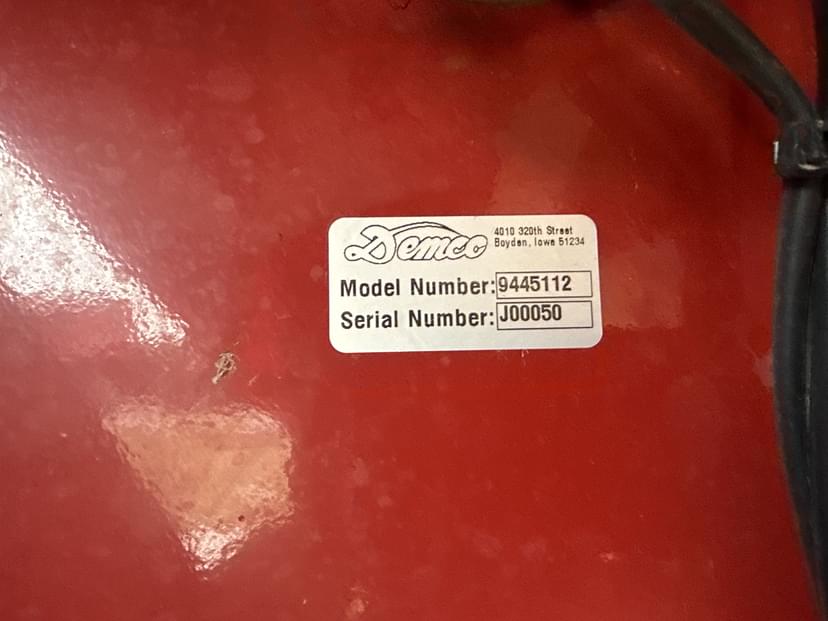 Demco
4010 320th Street
Boyden, Iowa 51234
Model Number: 9445112
Serial Number: J00050